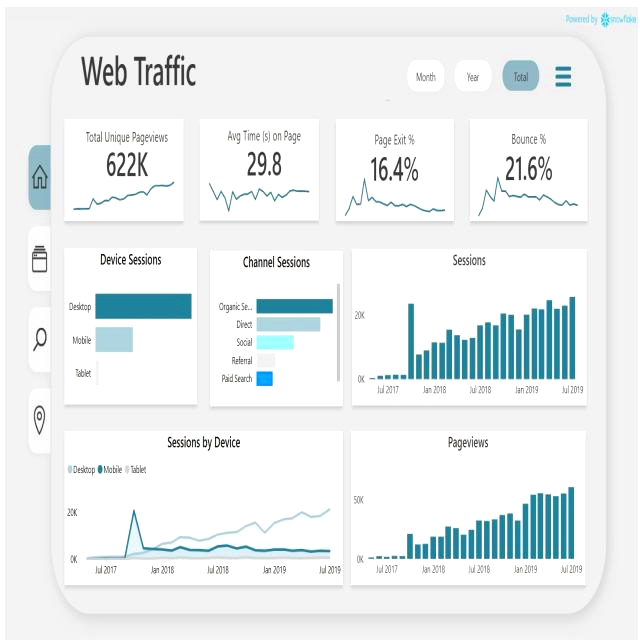 Powered by snowflake
Web Traffic
Month
Year
Total
Total Unique Pageviews
622K
Avg Time (s) on Page
29.8
Page Exit %
16.4%
Bounce %
21.6%
Device Sessions
Desktop
Mobile
Tablet
Channel Sessions
Organic Se...
Direct
Social
Referral
Paid Search
Sessions
20K
0K
Jul 2017 Jan 2018 Jul 2018 Jan 2019 Jul 2019
Sessions by Device
Desktop Mobile Tablet
20K
0K
Jul 2017 Jan 2018 Jul 2018 Jan 2019 Jul 2019
Pageviews
50K
0K
Jul 2017 Jan 2018 Jul 2018 Jan 2019 Jul 2019